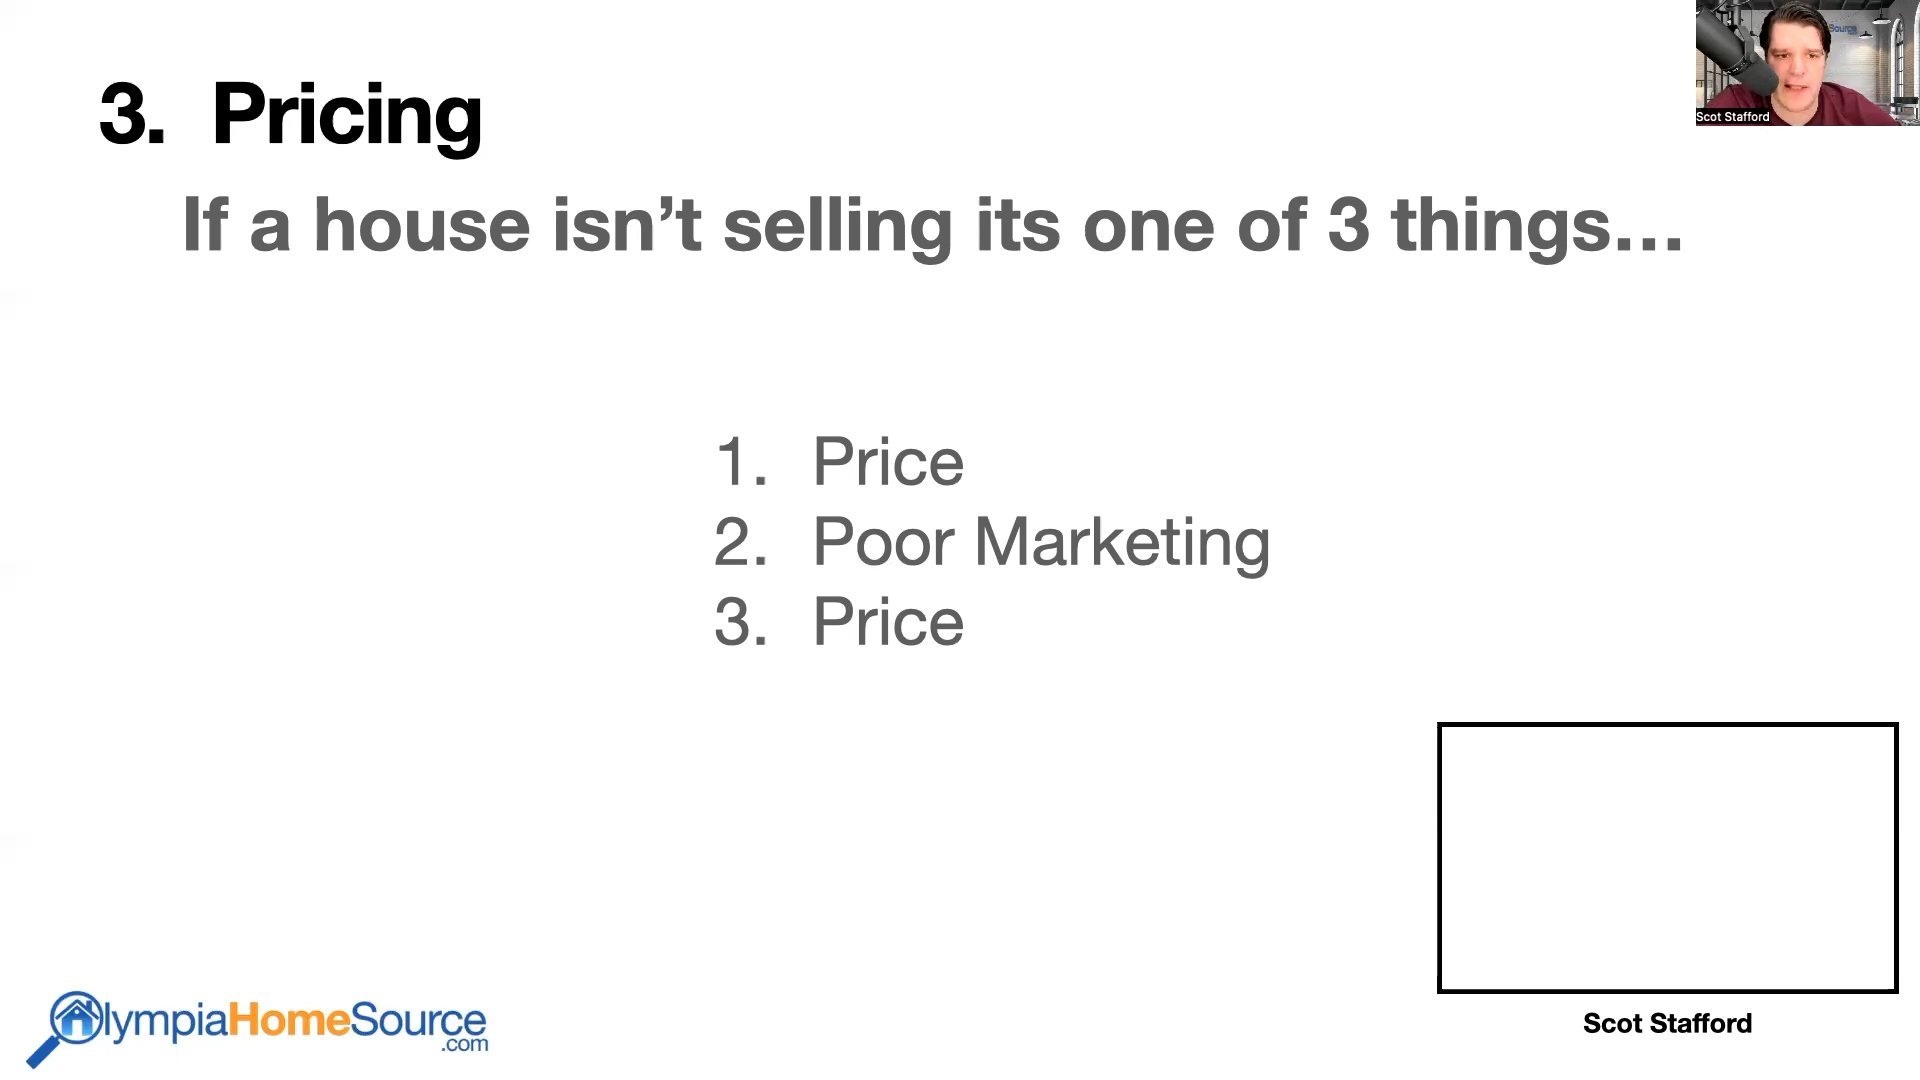 3. Pricing
If a house isn’t selling its one of 3 things…
1. Price
2. Poor Marketing
3. Price
Source
Scot Stafford
OlympiaHomeSource
.com
Scot Stafford